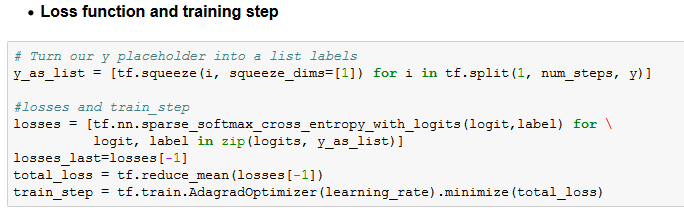 • Loss function and training step
# Turn our y placeholder into a list labels
y_as_list = [tf.squeeze(i, squeeze_dims=[1]) for i in tf.split(1, num_steps, y)]
#losses and train_step
losses = [tf.nn.sparse_softmax_cross_entropy_with_logits(logit,label) for \
logit, label in zip(logits, y_as_list)]
losses_last=losses[-1]
total_loss = tf.reduce_mean(losses[-1])
train_step = tf.train.AdagradOptimizer(learning_rate).minimize(total_loss)